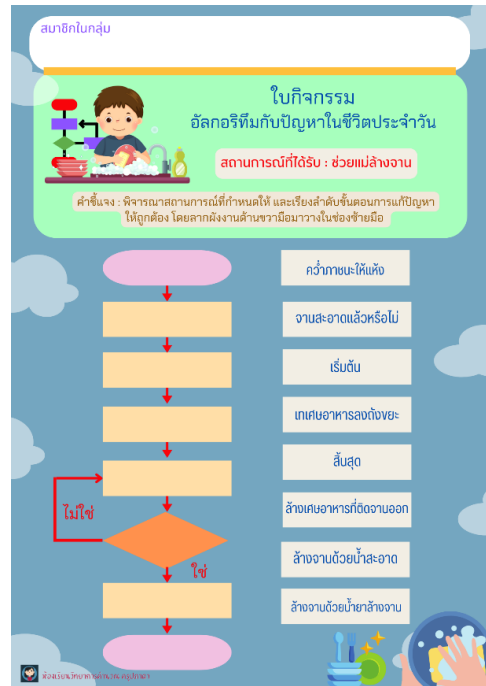 สมาชิกในกลุ่ม
ใบกิจกรรม
อัลกอริทึมกับปัญหาในชีวิตประจำวัน
สถานการณ์ที่ได้รับ : ช่วยแม่ล้างจาน
คำชี้แจง : พิจารณาสถานการณ์ที่กำหนดให้ และเรียงลำดับขั้นตอนการแก้ปัญหา
ให้ถูกต้อง โดยลากผังงานด้านขวามือมาวางในช่องซ้ายมือ
คว่ำภาชนะให้แห้ง
จานสะอาดแล้วหรือไม่
เริ่มต้น
เทเศษอาหารลงถังขยะ
สิ้นสุด
ล้างเศษอาหารที่ติดจานออก
ล้างจานด้วยน้ำสะอาด
ล้างจานด้วยน้ำยาล้างจาน
ไม่ใช่
ใช่